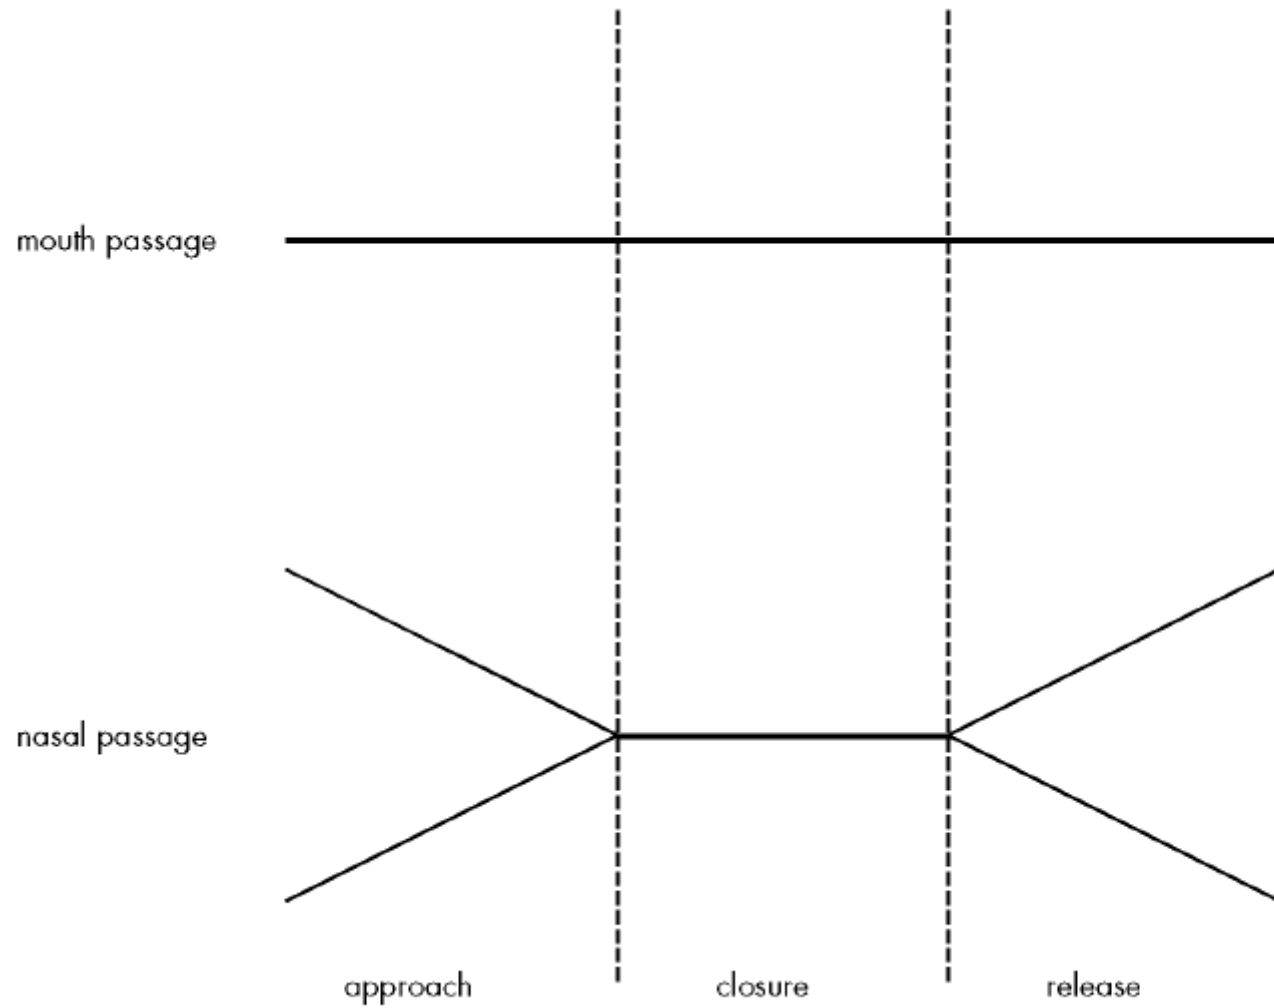 mouth passage
nasal passage
approach
closure
release